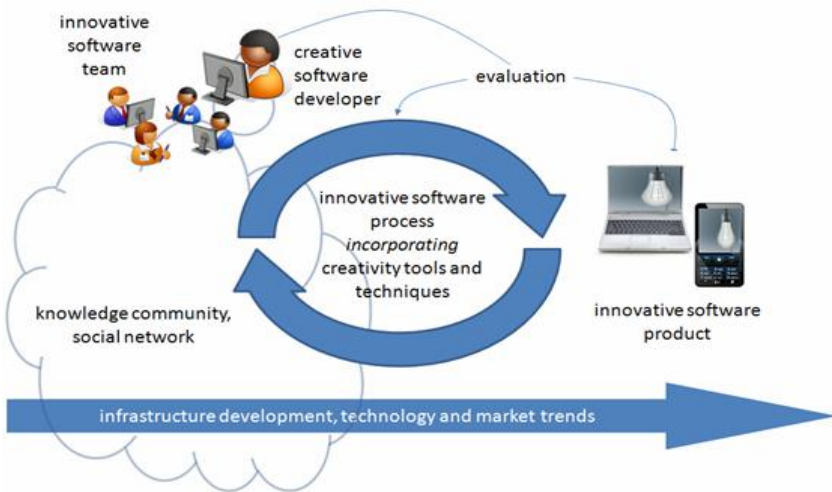 innovative
software
team
creative
software
developer
evaluation
innovative software
process
incorporating
creativity tools and
techniques
knowledge community,
social network
innovative software
product
infrastructure development, technology and market trends